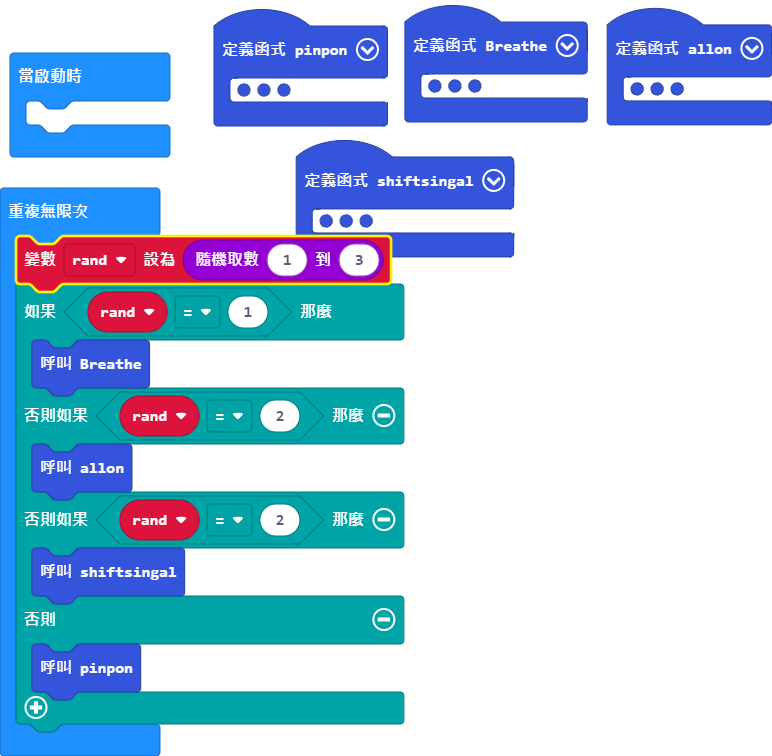 定義函式 pinpon
定義函式 Breathe
定義函式 allon
當啟動時
定義函式 shiftsingal
重複無限次
變數 rand 設為 隨機取數 1 到 3
如果 rand = 1 那麼
呼叫 Breathe
否則如果 rand = 2 那麼
呼叫 allon
否則如果 rand = 2 那麼
呼叫 shiftsingal
否則
呼叫 pinpon